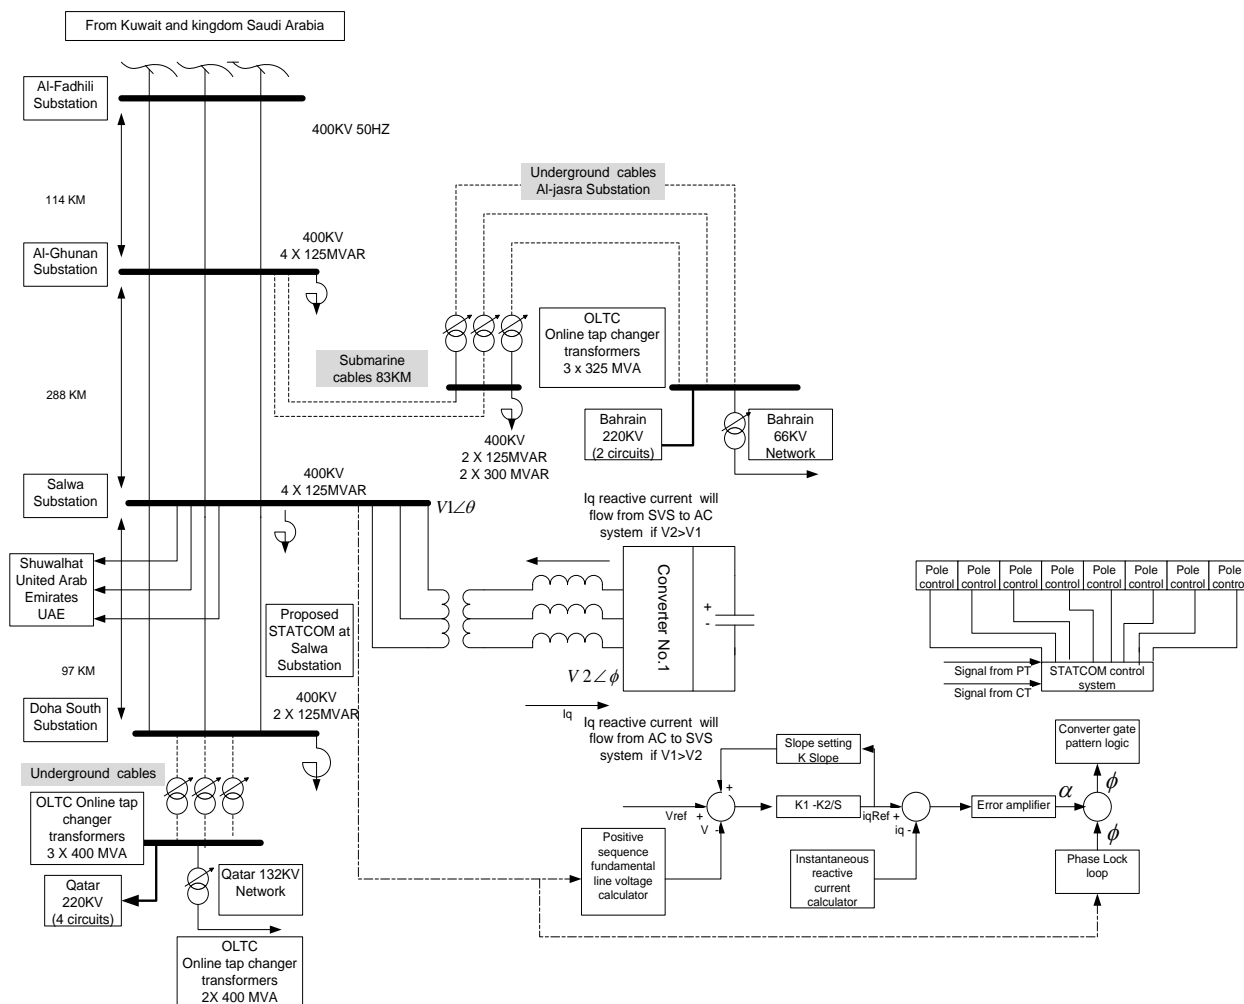 From Kuwait and kingdom Saudi Arabia
Al-Fadhili
Substation
400KV 50HZ
114 KM
Underground cables
Al-jasra Substation
Al-Ghunan
Substation
400KV
4 X 125MVAR
OLTC
Online tap changer
transformers
3 x 325 MVA
Submarine
cables 83KM
288 KM
Bahrain
220KV
(2 circuits)
Bahrain
66KV
Network
400KV
2 X 125MVAR
2 X 300 MVAR
Salwa
Substation
400KV
4 X 125MVAR
V1∠θ
Iq reactive current will
flow from SVS to AC
system if V2>V1
Shuwalhat
United Arab
Emirates
UAE
Proposed
STATCOM at
Salwa
Substation
Converter No.1
+
-
V 2∠ϕ
Iq
Iq reactive current will
flow from AC to SVS
system if V1>V2
Pole
control
Pole
control
Pole
control
Pole
control
Pole
control
Pole
control
Pole
control
Pole
control
Signal from PT
Signal from CT
STATCOM control
system
97 KM
Doha South
Substation
400KV
2 X 125MVAR
Underground cables
OLTC Online tap
changer
transformers
3 X 400 MVA
Qatar
220KV
(4 circuits)
Qatar 132KV
Network
OLTC
Online tap changer
transformers
2X 400 MVA
Slope setting
K Slope
+
Vref +
V -
K1 -K2/S
iqRef +
iq -
Error amplifier
α
ϕ
Converter gate
pattern logic
ϕ
Positive
sequence
fundamental
line voltage
calculator
Instantaneous
reactive
current
calculator
Phase Lock
loop